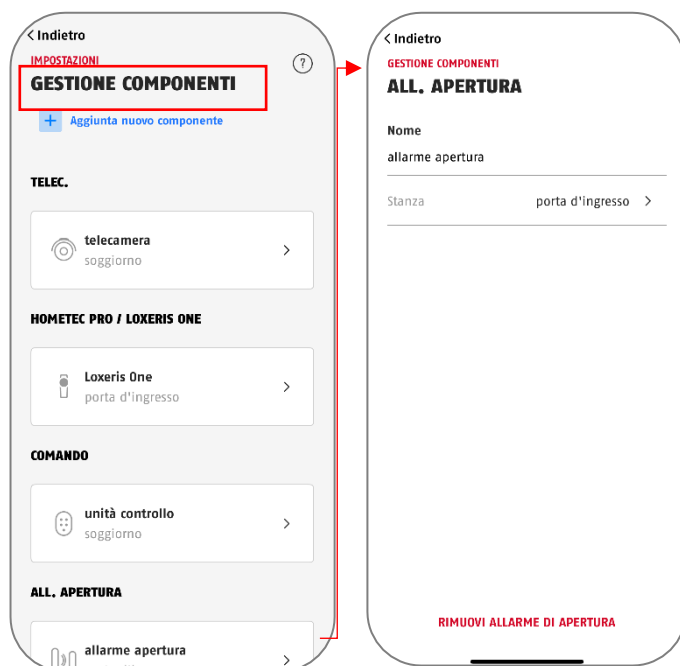 Indietro
IMPOSTAZIONI
GESTIONE COMPONENTI
Aggiunta nuovo componente
TELEC.
telecamera
soggiorno
HOMETEC PRO / LOXERIS ONE
Loxeris One
porta d'ingresso
COMANDO
unità controllo
soggiorno
ALL. APERTURA
allarme apertura
Indietro
GESTIONE COMPONENTI
ALL. APERTURA
Nome
allarme apertura
Stanza porta d'ingresso
RIMUOVI ALLARME DI APERTURA